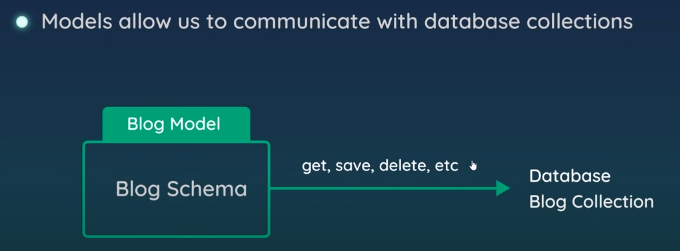 Models allow us to communicate with database collections
Blog Model
Blog Schema
get, save, delete, etc
Database
Blog Collection